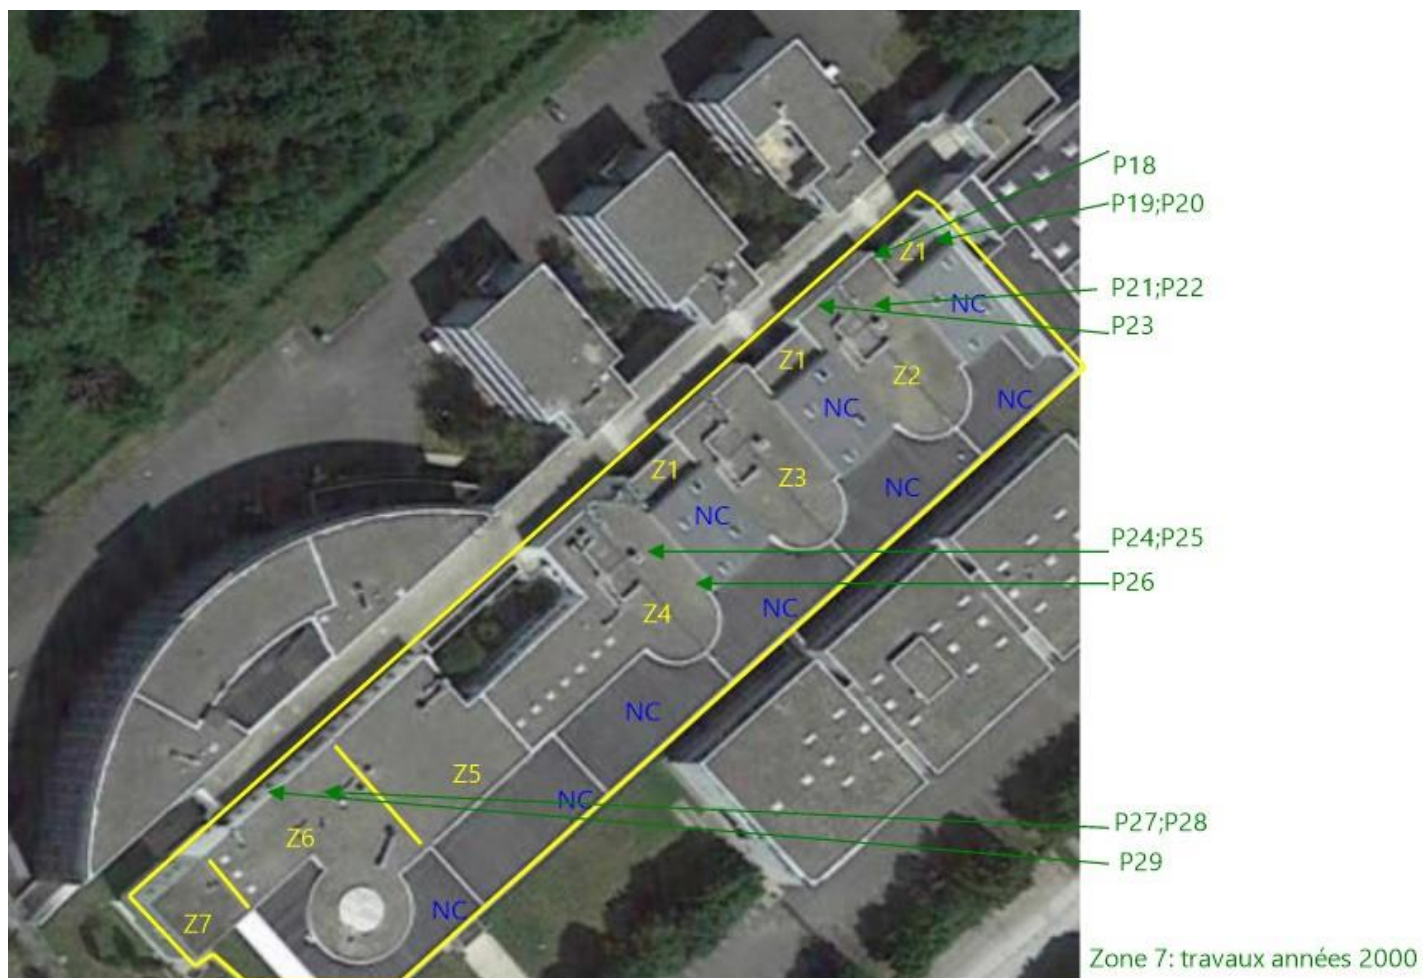 P18
P19;P20
Z1
P21;P22
NC
P23
Z1
Z2
NC
NC
Z1
Z3
NC
NC
P24;P25
P26
NC
Z4
NC
Z5
NC
P27;P28
Z6
P29
NC
Z7
Zone 7: travaux années 2000